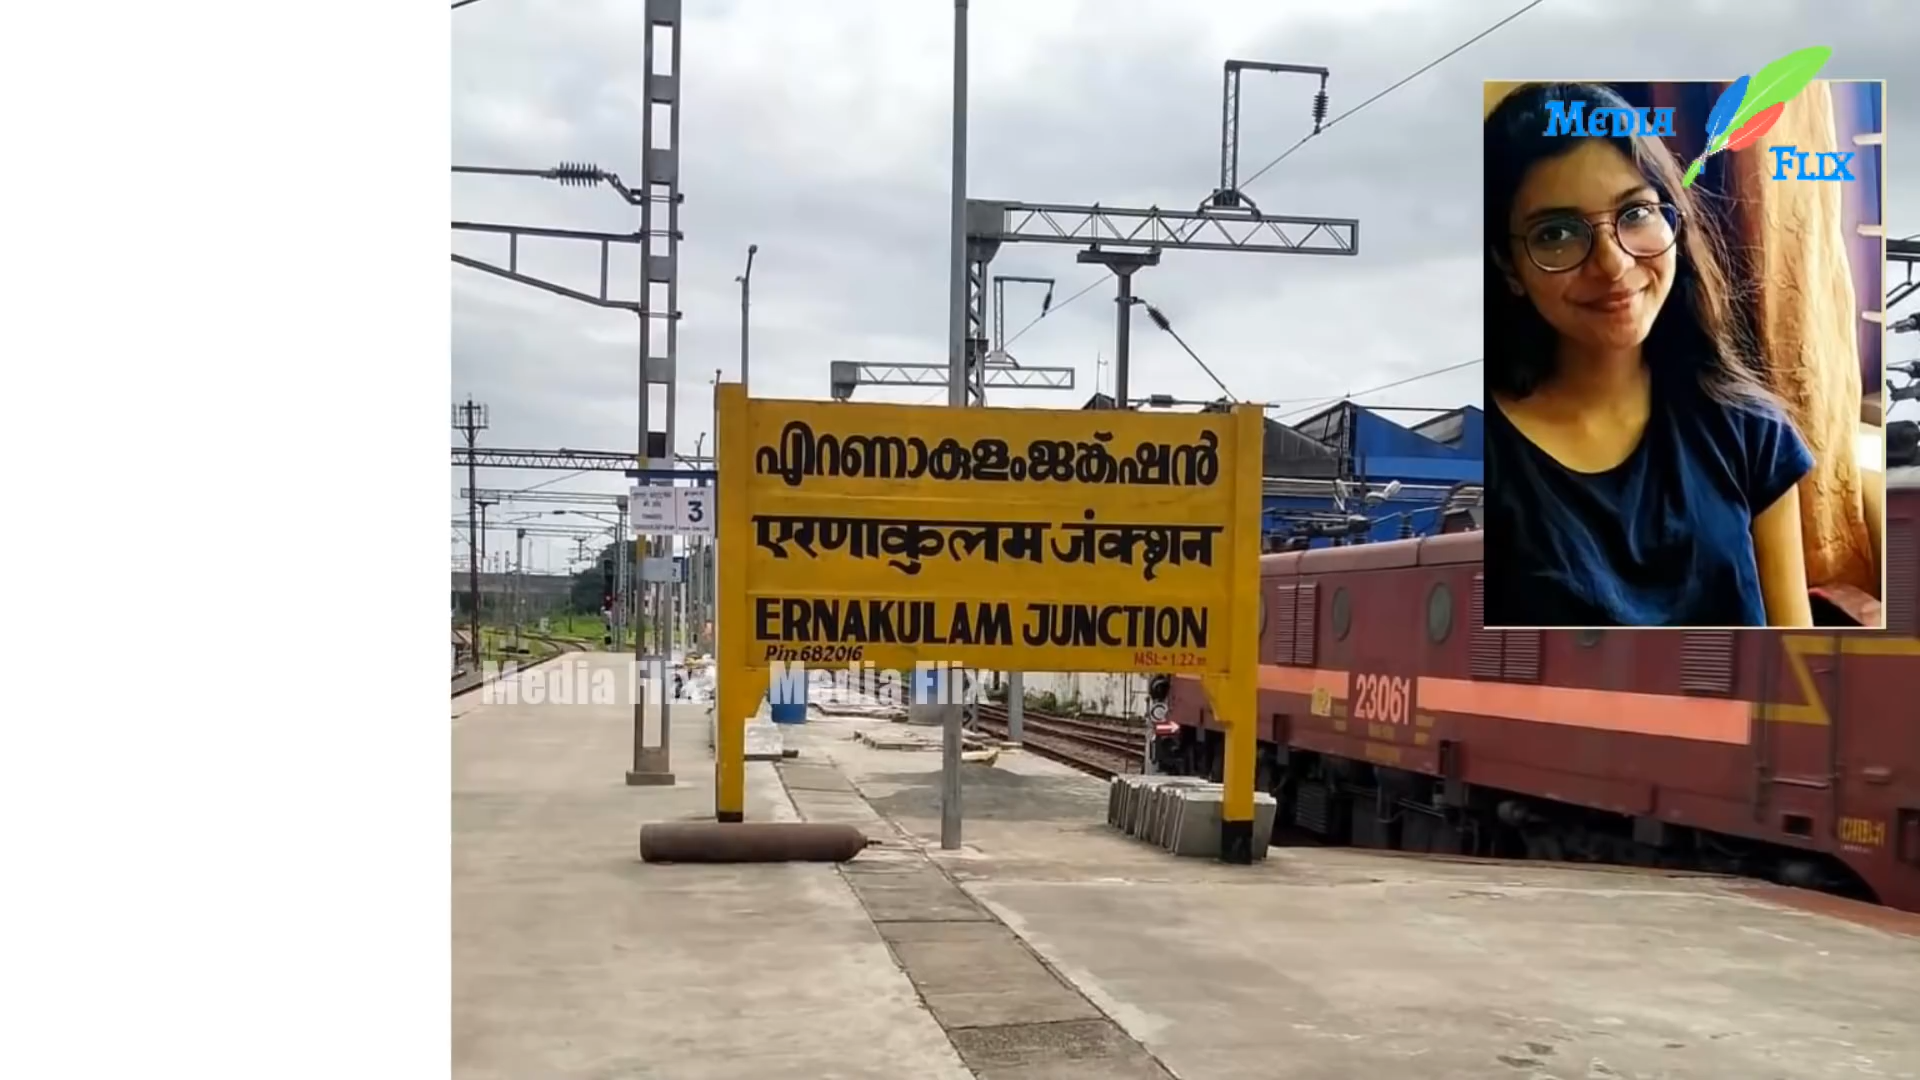 MEDIA
FLIX
എറണാകുളംജങ്ഷൻ
एरणाकुलम जंक्शन
3
ERNAKULAM JUNCTION
Pin 682016
MSL-1.22 m
Media Flix Media Flix
23061